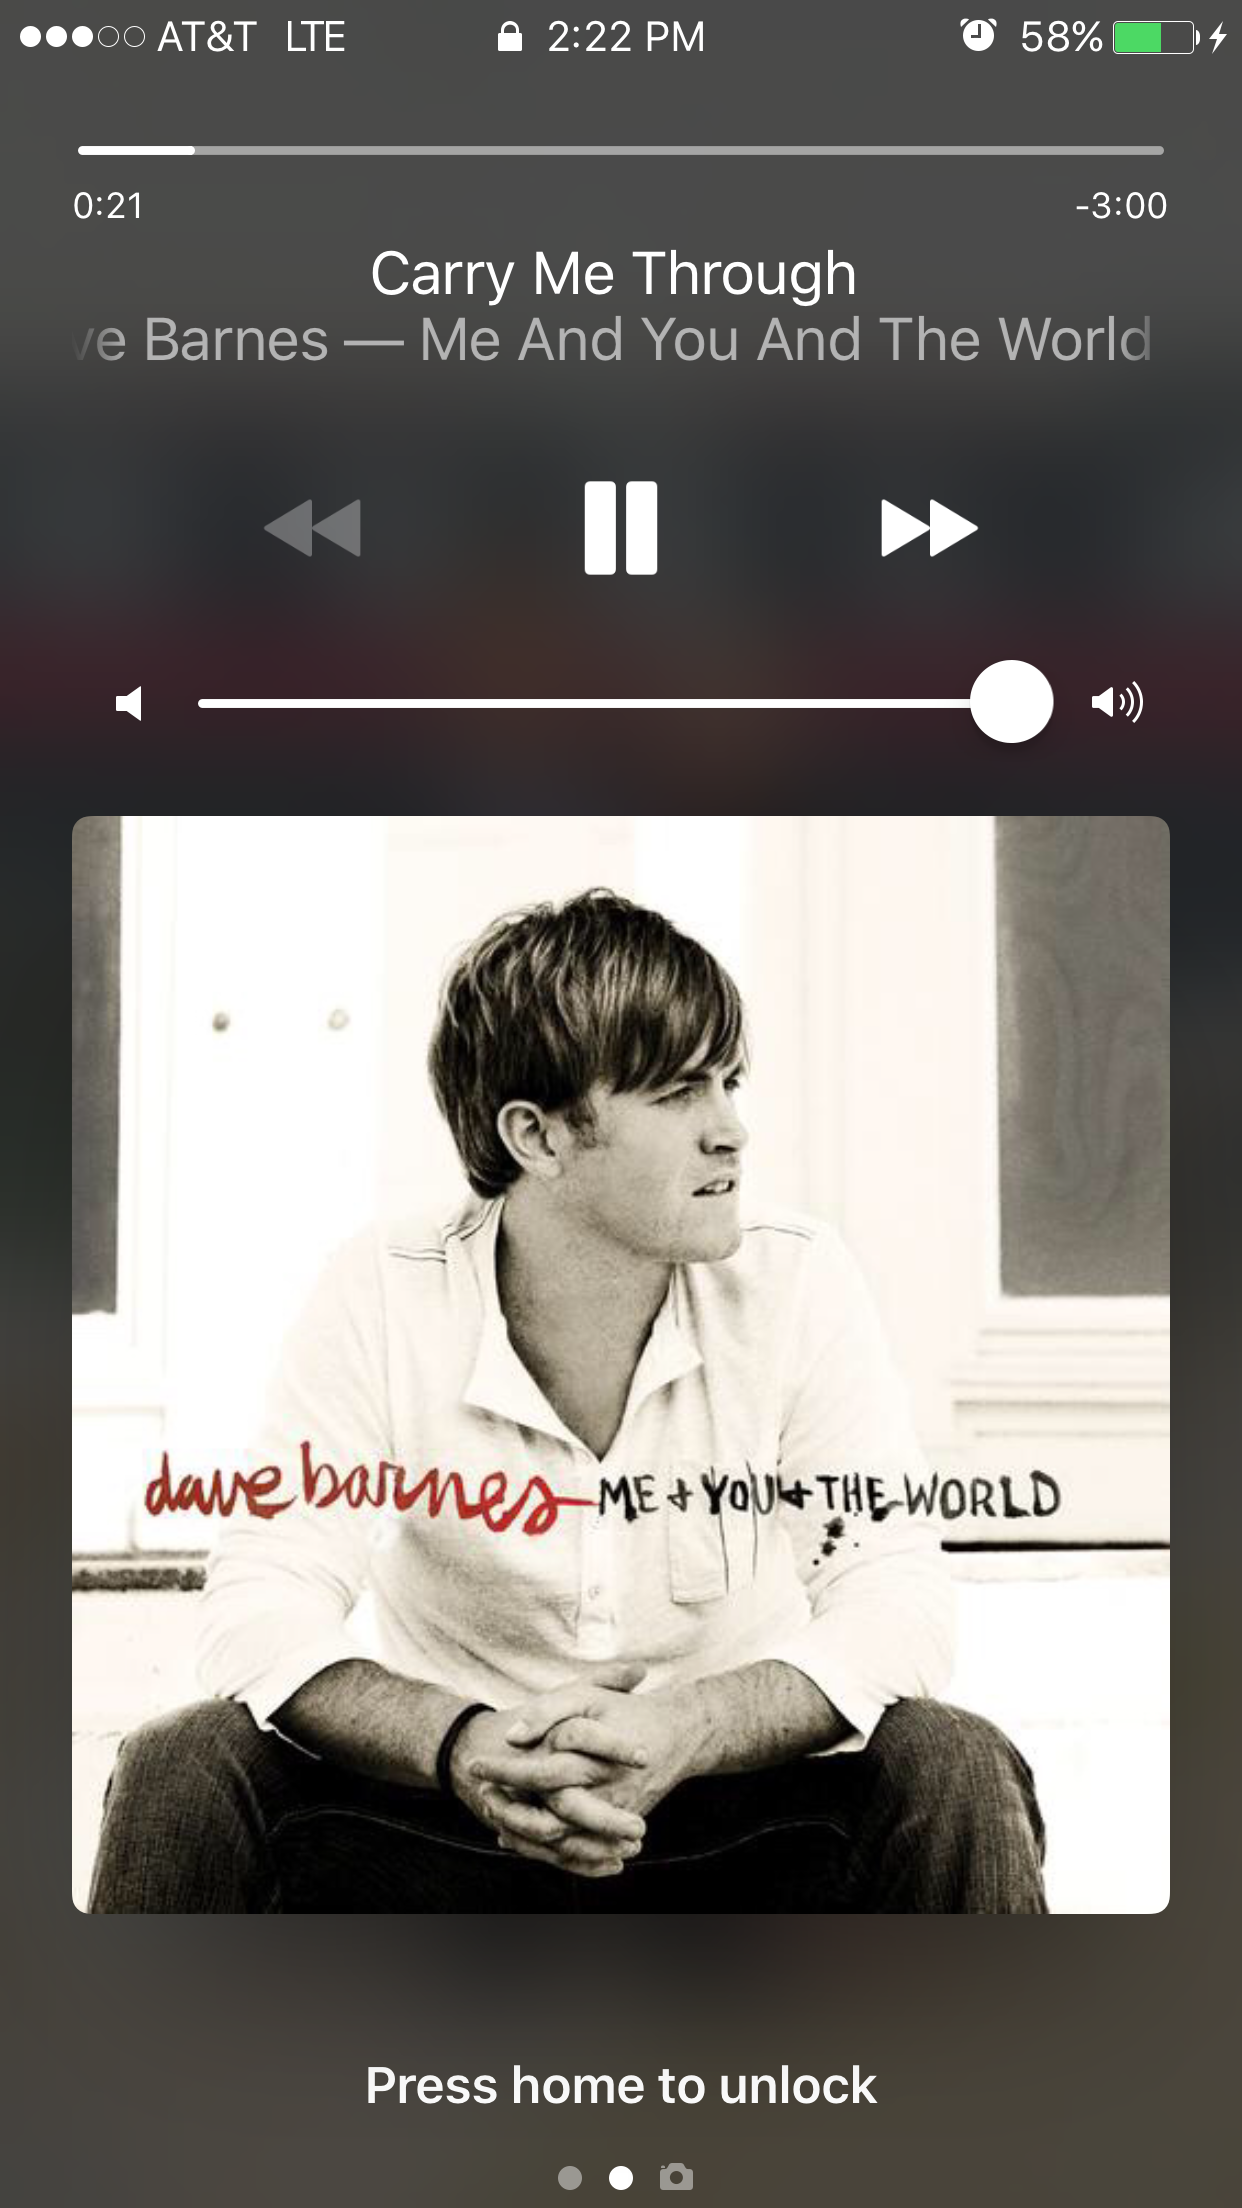 AT&T LTE 2:22 PM 58%
0:21 -3:00
Carry Me Through
ve Barnes — Me And You And The World
dave barnes ME + YOU + THE WORLD
Press home to unlock